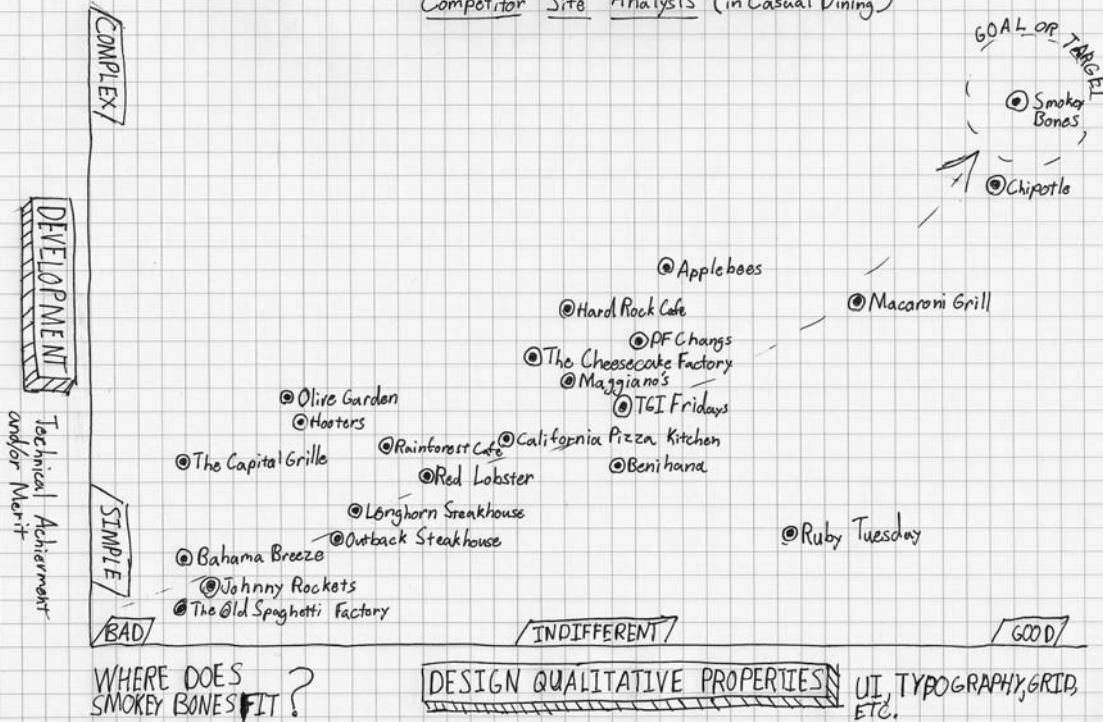 Competitor Site Analysis (in Casual Dining)
GOAL OR TARGET
COMPLEX
Smokey
Bones
Chipotle
Applebees
Macaroni Grill
Hard Rock Cafe
PF Changs
The Cheesecake Factory
Maggiano's
DEVELOPMENT
Technical Achierment
and/or Merit
Olive Garden
TGI Fridays
Hooters
California Pizza Kitchen
Rainforest Cafe
The Capital Grille
Benihana
Red Lobster
SIMPLE
Longhorn Steakhouse
Outback Steakhouse
Ruby Tuesday
Bahama Breeze
Johnny Rockets
The Old Spaghetti Factory
BAD
INDIFFERENT
GOOD
WHERE DOES
SMOKEY BONES FIT?
DESIGN QUALITATIVE PROPERTIES
UI, TYPOGRAPHY, GRID,
ETC.